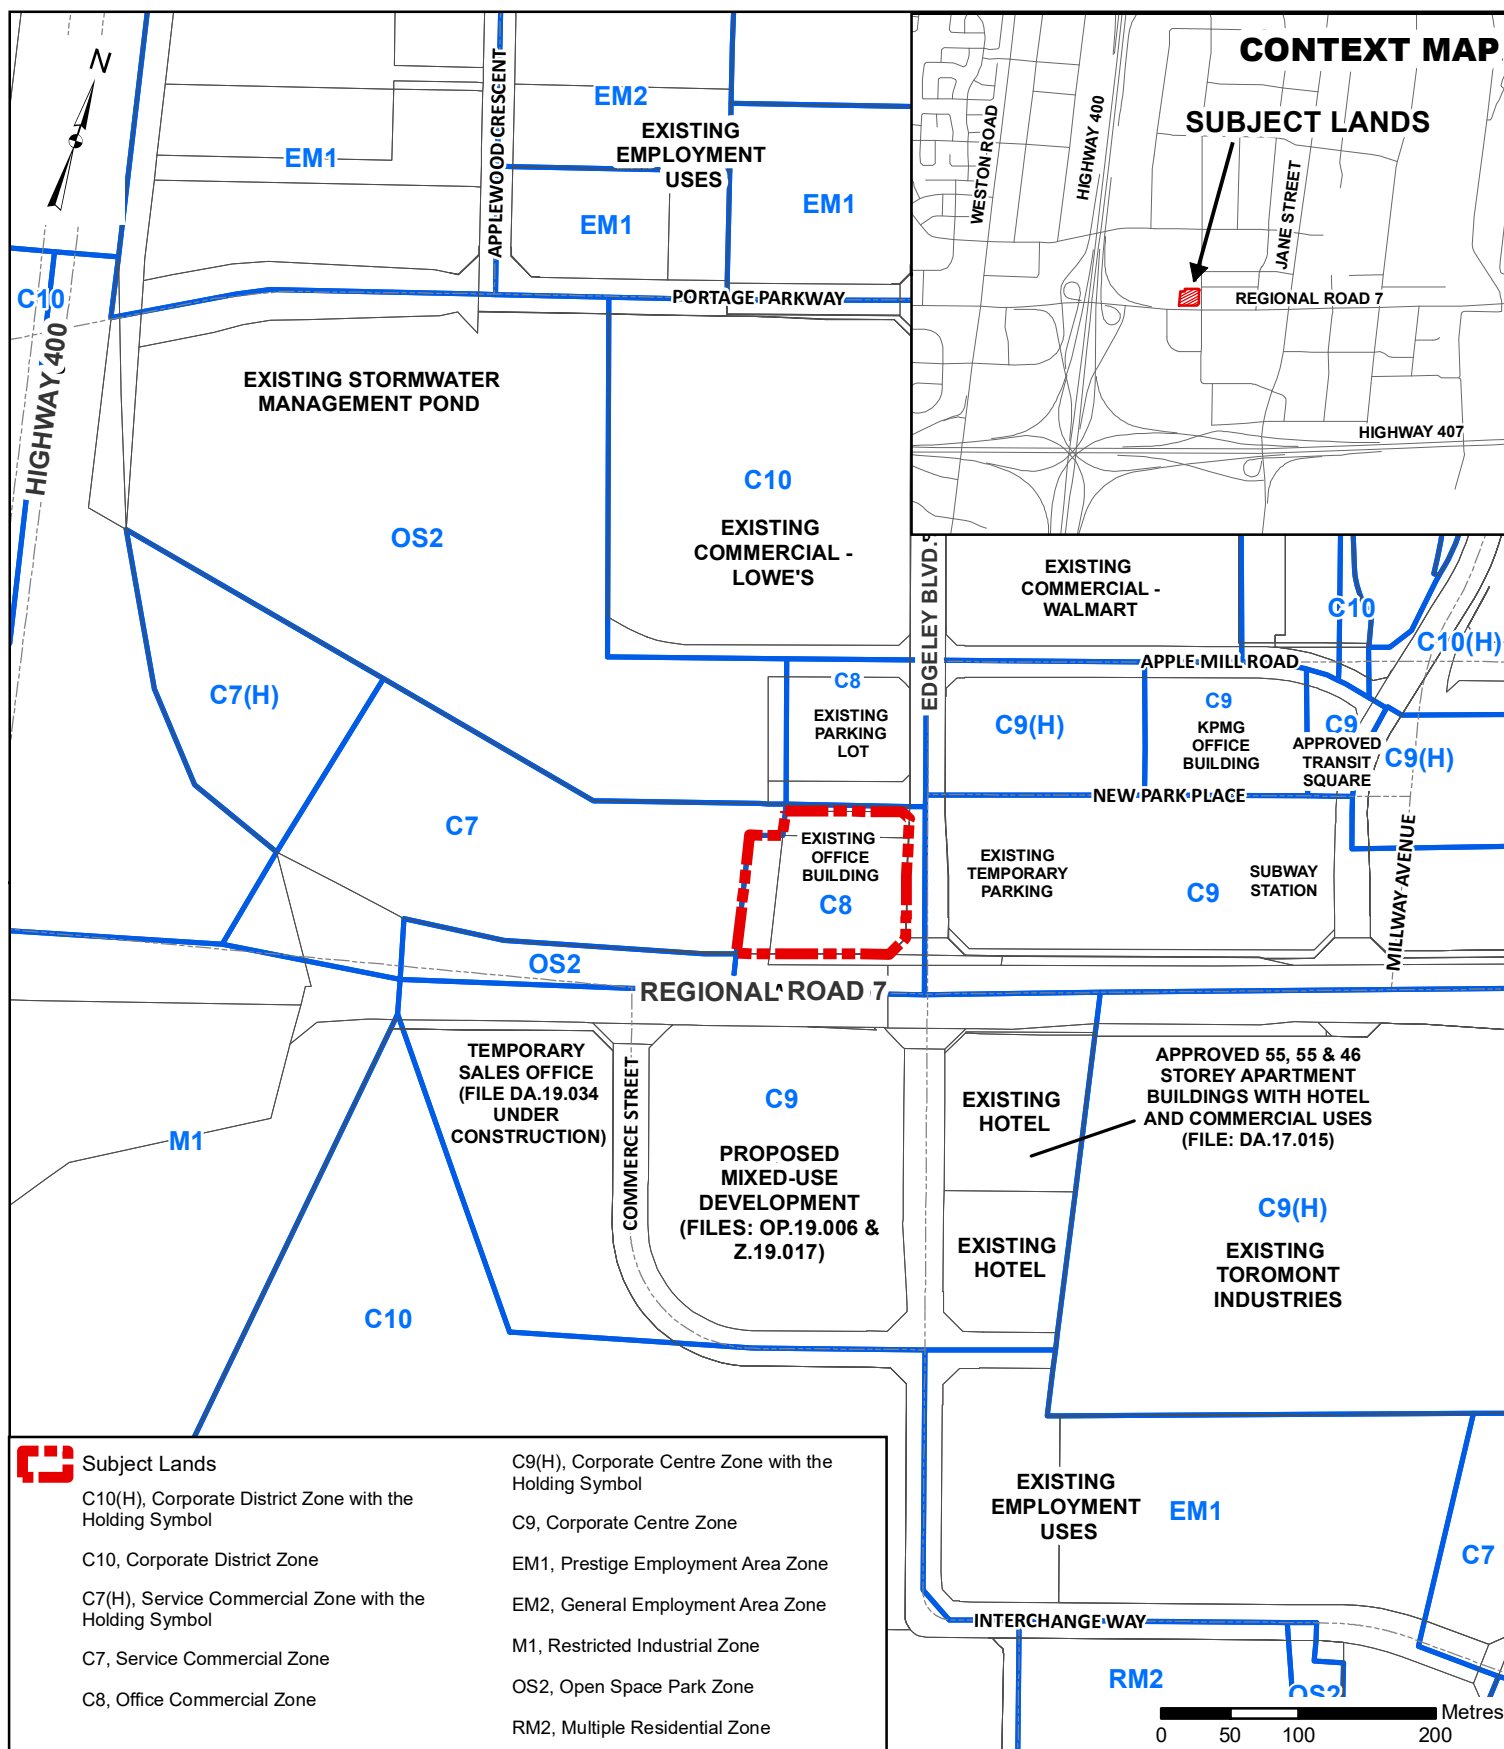 N
CONTEXT MAP
SUBJECT LANDS
WESTON ROAD
HIGHWAY 400
JANE STREET
REGIONAL ROAD 7
HIGHWAY 407
APPLEWOOD CRESCENT
EM2
EXISTING
EMPLOYMENT
USES
EM1
EM1
EM1
C10
PORTAGE PARKWAY
HIGHWAY 400
EXISTING STORMWATER
MANAGEMENT POND
OS2
C10
EXISTING
COMMERCIAL -
LOWE'S
EDGELEY BLVD.
EXISTING
COMMERCIAL -
WALMART
C10
C10(H)
APPLE MILL ROAD
C7(H)
C8
EXISTING
PARKING
LOT
C9(H)
C9
KPMG
OFFICE
BUILDING
C9
APPROVED
TRANSIT
SQUARE
C9(H)
NEW PARK PLACE
C7
EXISTING
OFFICE
BUILDING
C8
EXISTING
TEMPORARY
PARKING
C9
SUBWAY
STATION
MILLWAY AVENUE
OS2
REGIONAL ROAD 7
TEMPORARY
SALES OFFICE
(FILE DA.19.034
UNDER
CONSTRUCTION)
COMMERCE STREET
C9
PROPOSED
MIXED-USE
DEVELOPMENT
(FILES: OP.19.006 &
Z.19.017)
EXISTING
HOTEL
APPROVED 55, 55 & 46
STOREY APARTMENT
BUILDINGS WITH HOTEL
AND COMMERCIAL USES
(FILE: DA.17.015)
M1
C9(H)
EXISTING
TOROMONT
INDUSTRIES
EXISTING
HOTEL
C10
EXISTING
EMPLOYMENT
USES
EM1
C7
INTERCHANGE WAY
RM2
OS2
Metres
0 50 100 200
Subject Lands
C10(H), Corporate District Zone with the
Holding Symbol
C10, Corporate District Zone
C7(H), Service Commercial Zone with the
Holding Symbol
C7, Service Commercial Zone
C8, Office Commercial Zone
C9(H), Corporate Centre Zone with the
Holding Symbol
C9, Corporate Centre Zone
EM1, Prestige Employment Area Zone
EM2, General Employment Area Zone
M1, Restricted Industrial Zone
OS2, Open Space Park Zone
RM2, Multiple Residential Zone